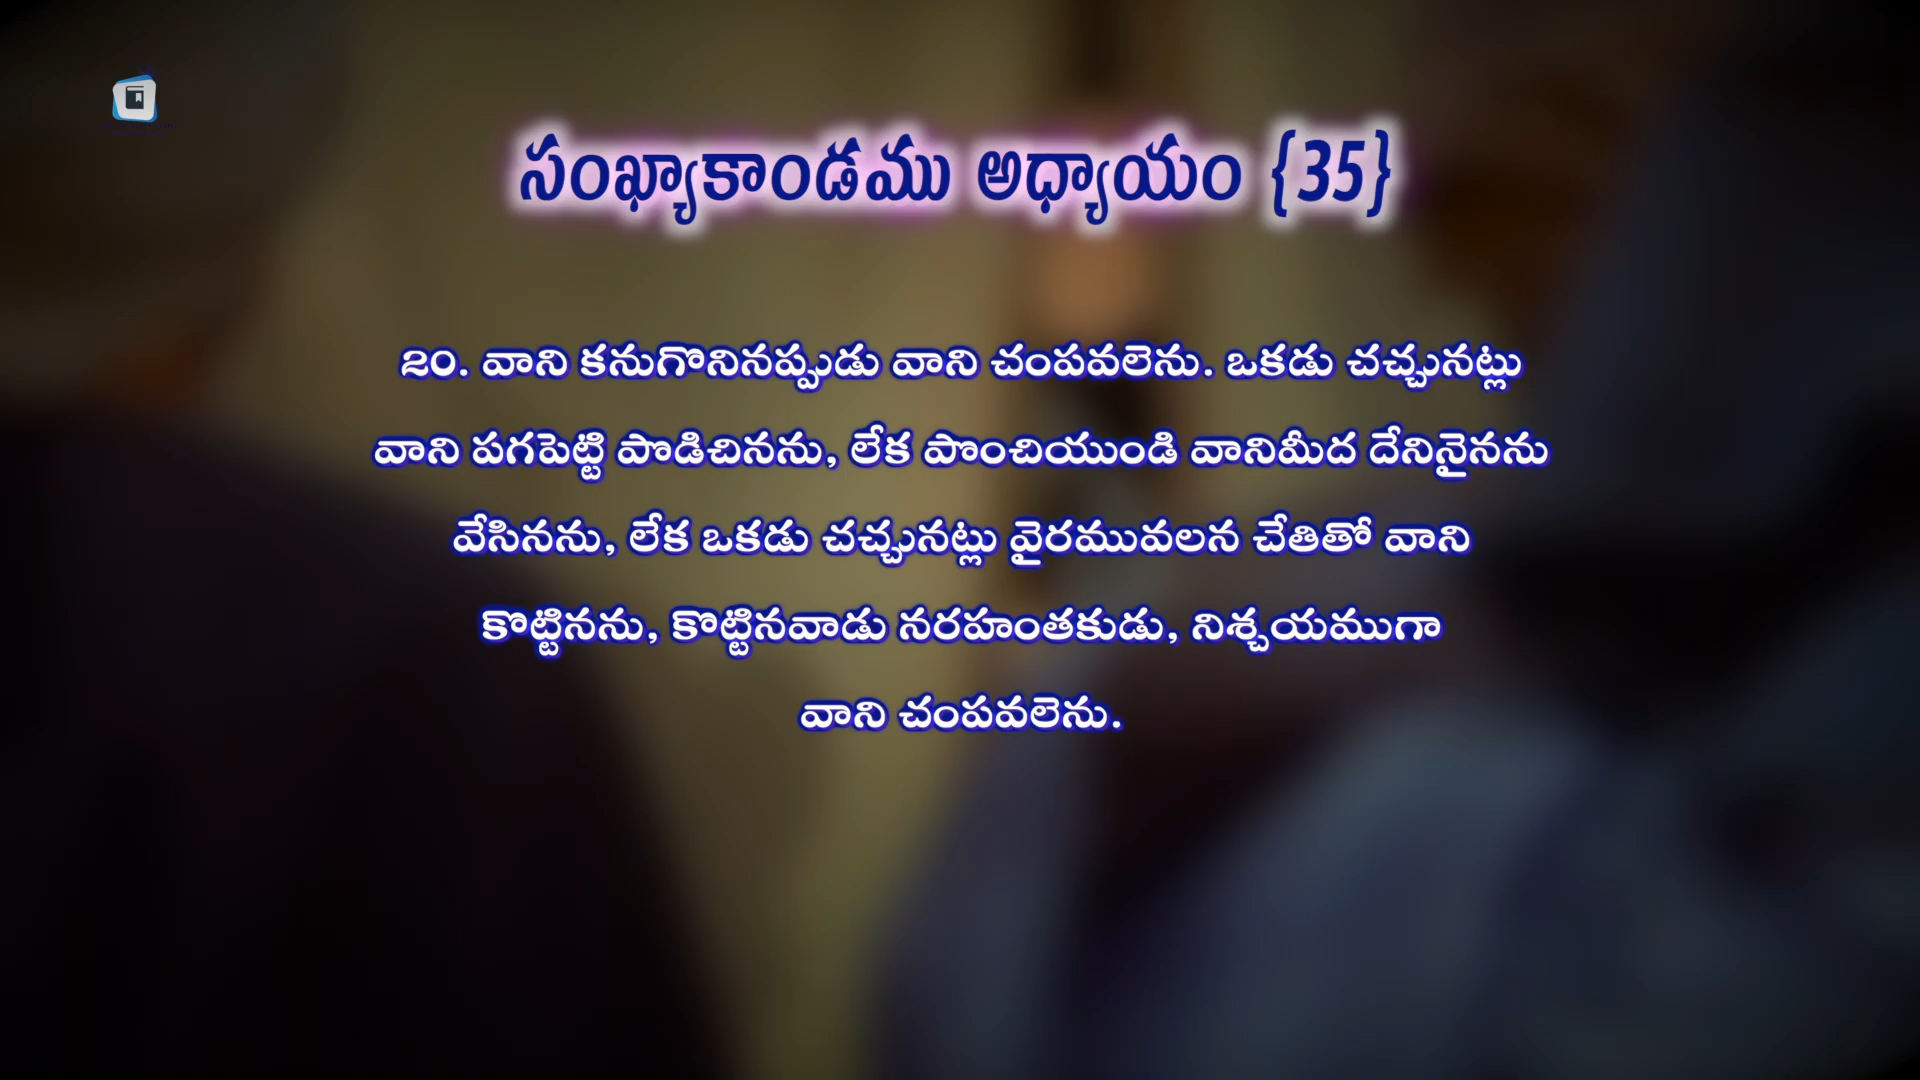 సంఖ్యాకాండము అధ్యాయం {35}
౨౦. వాని కనుగొనినప్పుడు వాని చంపవలెను. ఒకడు చచ్చునట్లు
వాని పగపెట్టి పొడిచినను, లేక పొంచియుండి వానిమీద దేనినైనను
వేసినను, లేక ఒకడు చచ్చునట్లు వైరమువలన చేతితో వాని
కొట్టినను, కొట్టినవాడు నరహంతకుడు, నిశ్చయముగా
వాని చంపవలెను.